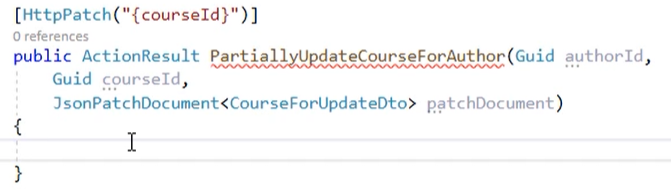 [HttpPatch("{courseId}")]
0 references
public ActionResult PartiallyUpdateCourseForAuthor(Guid authorId,
Guid courseId,
JsonPatchDocument<CourseForUpdateDto> patchDocument)
{
}